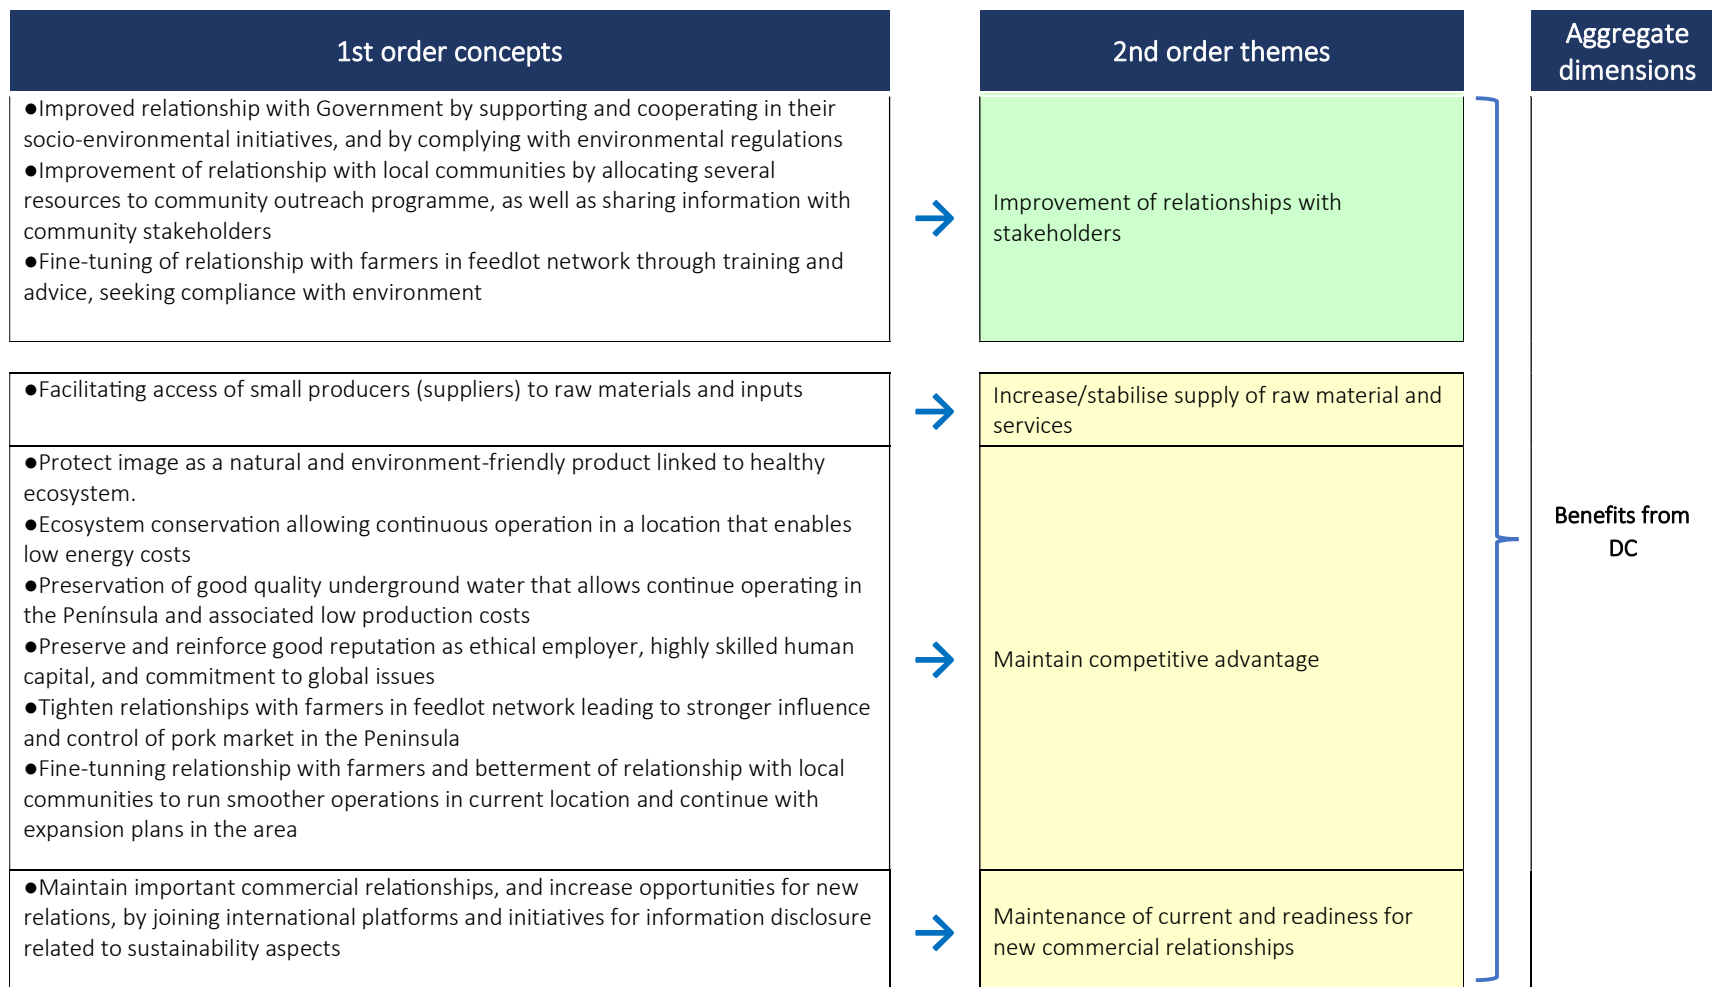 1st order concepts
2nd order themes
Aggregate
dimensions
●Improved relationship with Government by supporting and cooperating in their
socio-environmental initiatives, and by complying with environmental regulations
●Improvement of relationship with local communities by allocating several
resources to community outreach programme, as well as sharing information with
community stakeholders
●Fine-tuning of relationship with farmers in feedlot network through training and
advice, seeking compliance with environment
Improvement of relationships with
stakeholders
●Facilitating access of small producers (suppliers) to raw materials and inputs
Increase/stabilise supply of raw material and
services
●Protect image as a natural and environment-friendly product linked to healthy
ecosystem.
●Ecosystem conservation allowing continuous operation in a location that enables
low energy costs
●Preservation of good quality underground water that allows continue operating in
the Península and associated low production costs
●Preserve and reinforce good reputation as ethical employer, highly skilled human
capital, and commitment to global issues
●Tighten relationships with farmers in feedlot network leading to stronger influence
and control of pork market in the Peninsula
●Fine-tunning relationship with farmers and betterment of relationship with local
communities to run smoother operations in current location and continue with
expansion plans in the area
Maintain competitive advantage
●Maintain important commercial relationships, and increase opportunities for new
relations, by joining international platforms and initiatives for information disclosure
related to sustainability aspects
Maintenance of current and readiness for
new commercial relationships
Benefits from
DC